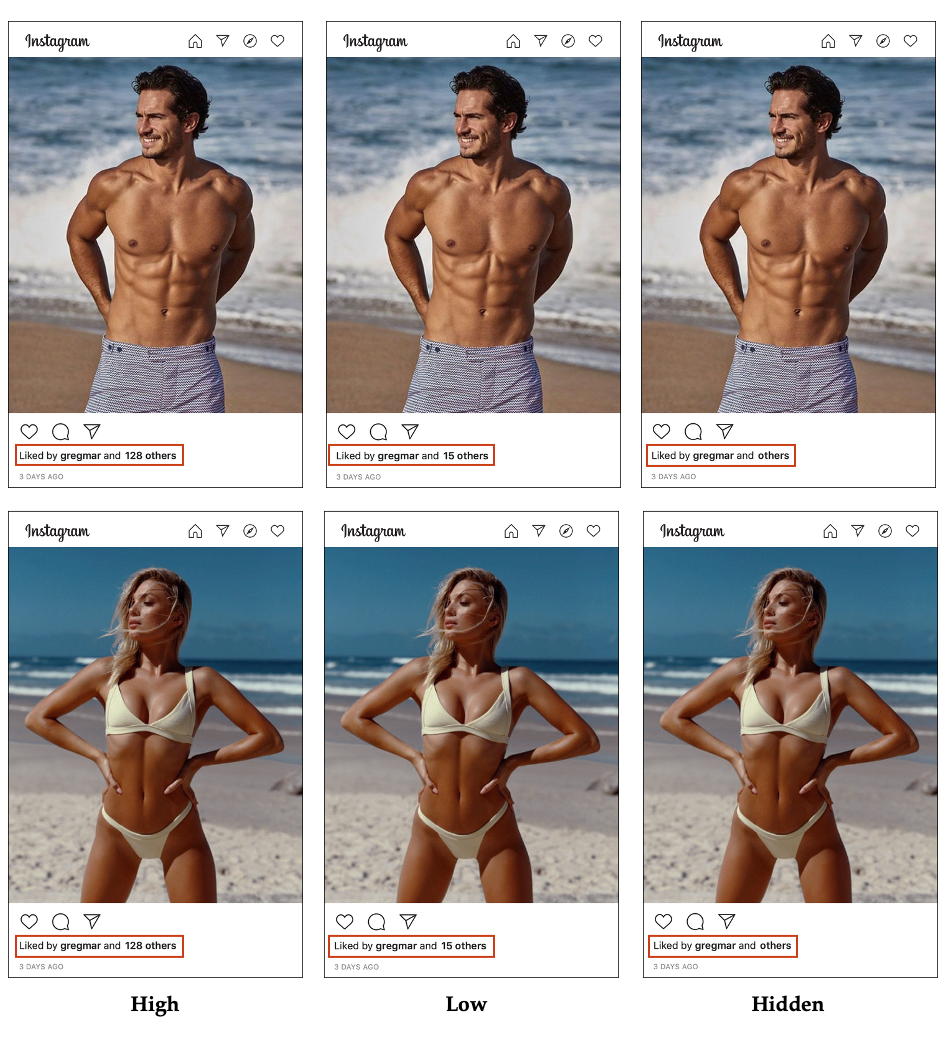 Instagram
Instagram
Instagram
Liked by gregmar and 128 others
Liked by gregmar and 15 others
Liked by gregmar and others
3 DAYS AGO
3 DAYS AGO
3 DAYS AGO
Instagram
Instagram
Instagram
Liked by gregmar and 128 others
Liked by gregmar and 15 others
Liked by gregmar and others
3 DAYS AGO
3 DAYS AGO
3 DAYS AGO
High
Low
Hidden